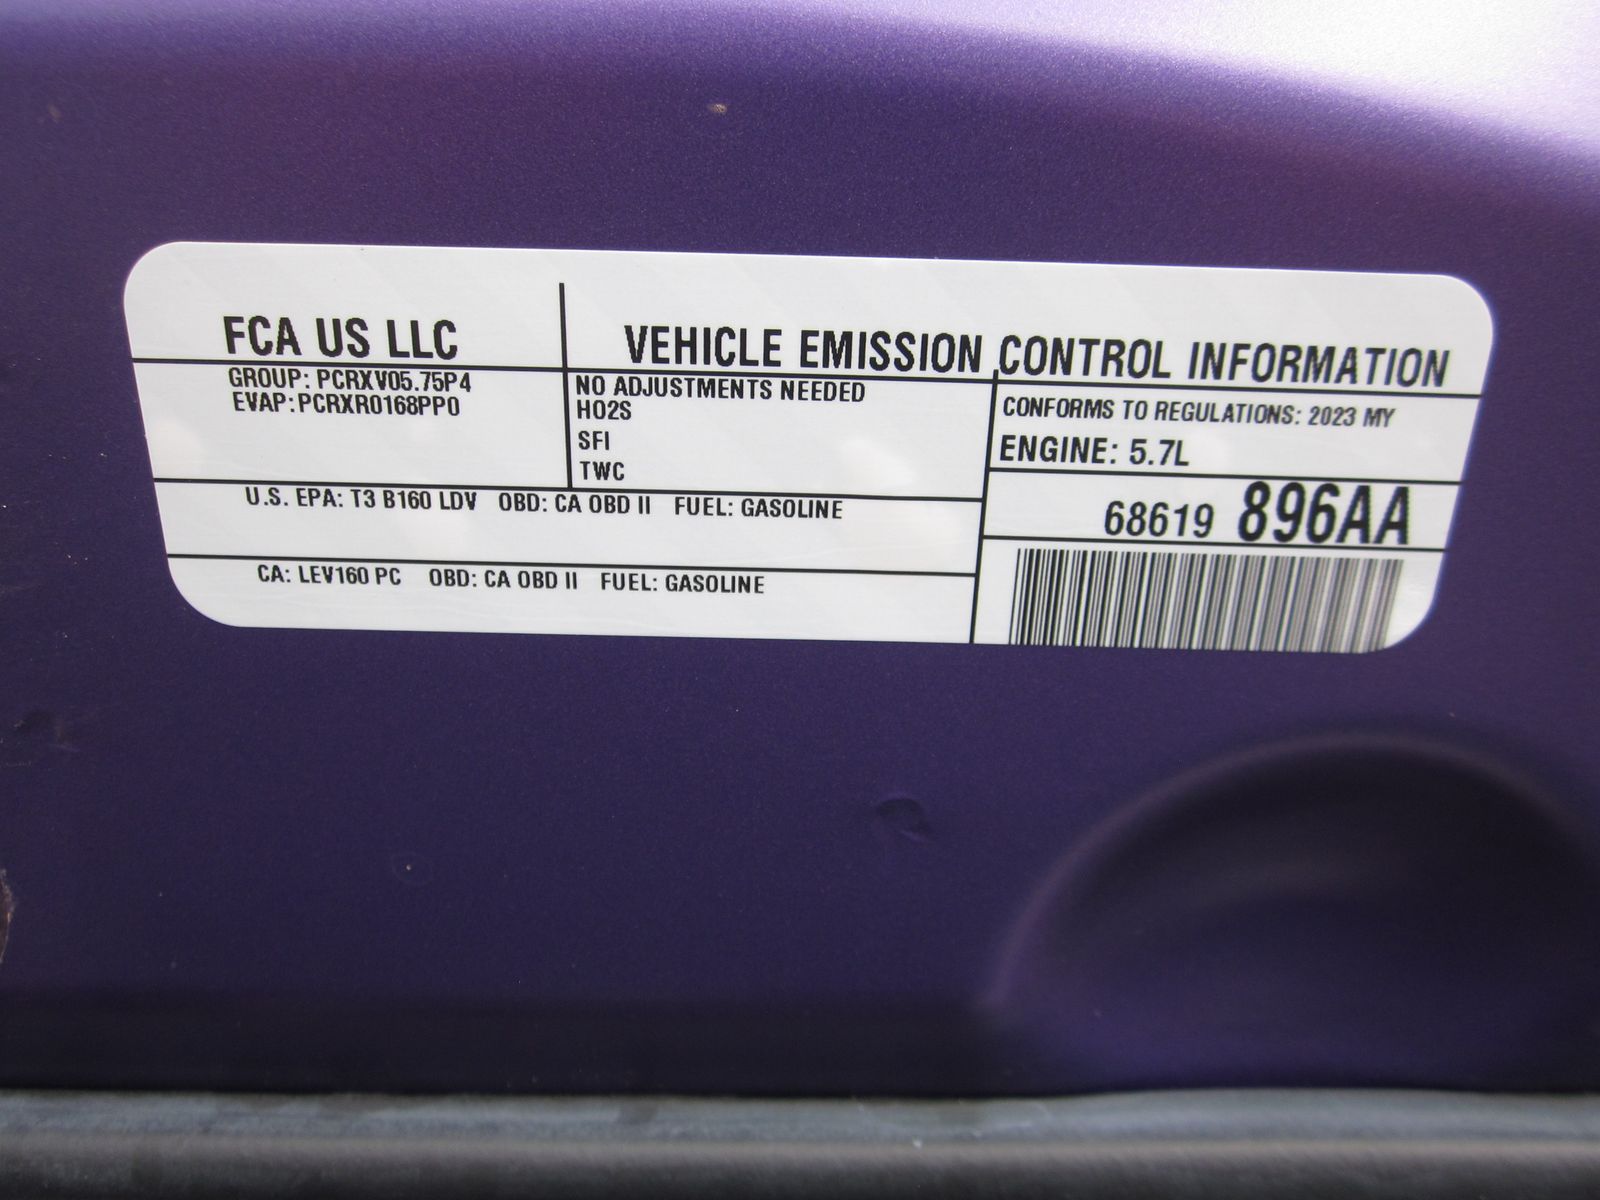 FCA US LLC
VEHICLE EMISSION CONTROL INFORMATION
GROUP: PCRXV05.75P4
EVAP: PCRXR0168PP0
NO ADJUSTMENTS NEEDED
HO2S
SFI
TWC
CONFORMS TO REGULATIONS: 2023 MY
ENGINE: 5.7L
U.S. EPA: T3 B160 LDV OBD: CA OBD II FUEL: GASOLINE
68619 896AA
CA: LEV160 PC OBD: CA OBD II FUEL: GASOLINE